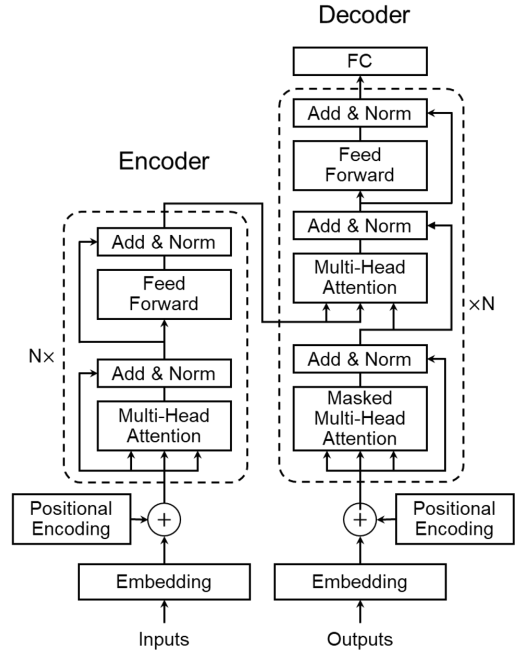 Decoder
FC
Add & Norm
Feed
Forward
Add & Norm
Multi-Head
Attention
×N
Add & Norm
Masked
Multi-Head
Attention
Positional
Encoding
+
Embedding
Outputs
Encoder
Add & Norm
Feed
Forward
N×
Add & Norm
Multi-Head
Attention
Positional
Encoding
+
Embedding
Inputs